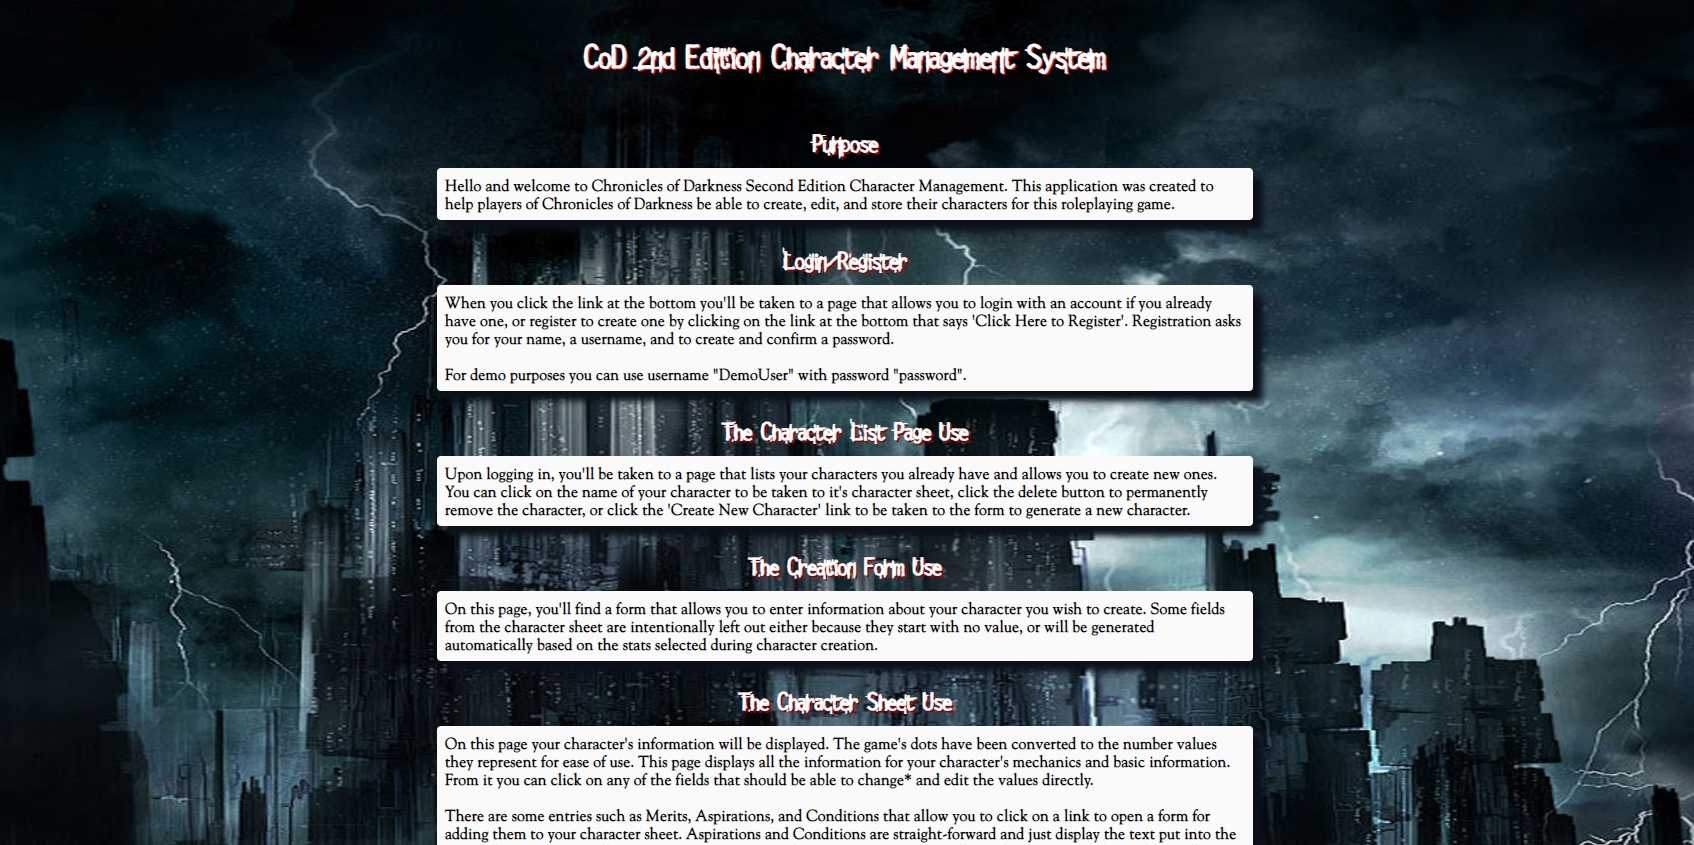 CoD 2nd Edition Character Management System
Purpose
Hello and welcome to Chronicles of Darkness Second Edition Character Management. This application was created to
help players of Chronicles of Darkness be able to create, edit, and store their characters for this roleplaying game.
Login/Register
When you click the link at the bottom you'll be taken to a page that allows you to login with an account if you already
have one, or register to create one by clicking on the link at the bottom that says 'Click Here to Register'. Registration asks
you for your name, a username, and to create and confirm a password.
For demo purposes you can use username "DemoUser" with password "password".
The Character List Page Use
Upon logging in, you'll be taken to a page that lists your characters you already have and allows you to create new ones.
You can click on the name of your character to be taken to it's character sheet, click the delete button to permanently
remove the character, or click the 'Create New Character' link to be taken to the form to generate a new character.
The Creation Form Use
On this page, you'll find a form that allows you to enter information about your character you wish to create. Some fields
from the character sheet are intentionally left out either because they start with no value, or will be generated
automatically based on the stats selected during character creation.
The Character Sheet Use
On this page your character's information will be displayed. The game's dots have been converted to the number values
they represent for ease of use. This page displays all the information for your character's mechanics and basic information.
From it you can click on any of the fields that should be able to change* and edit the values directly.
There are some entries such as Merits, Aspirations, and Conditions that allow you to click on a link to open a form for
adding them to your character sheet. Aspirations and Conditions are straight-forward and just display the text put into the